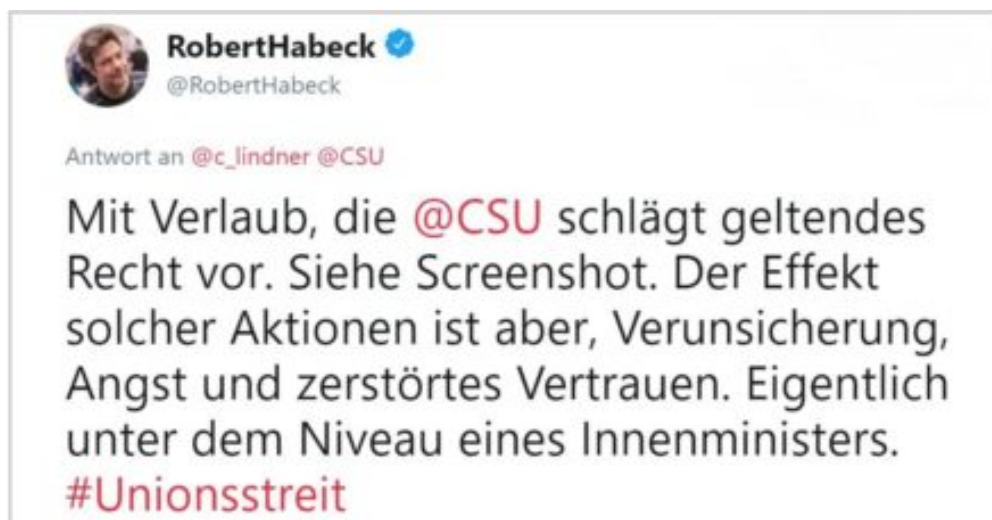 RobertHabeck
@RobertHabeck
Antwort an @c_lindner @CSU
Mit Verlaub, die @CSU schlägt geltendes
Recht vor. Siehe Screenshot. Der Effekt
solcher Aktionen ist aber, Verunsicherung,
Angst und zerstörtes Vertrauen. Eigentlich
unter dem Niveau eines Innenministers.
#Unionsstreit